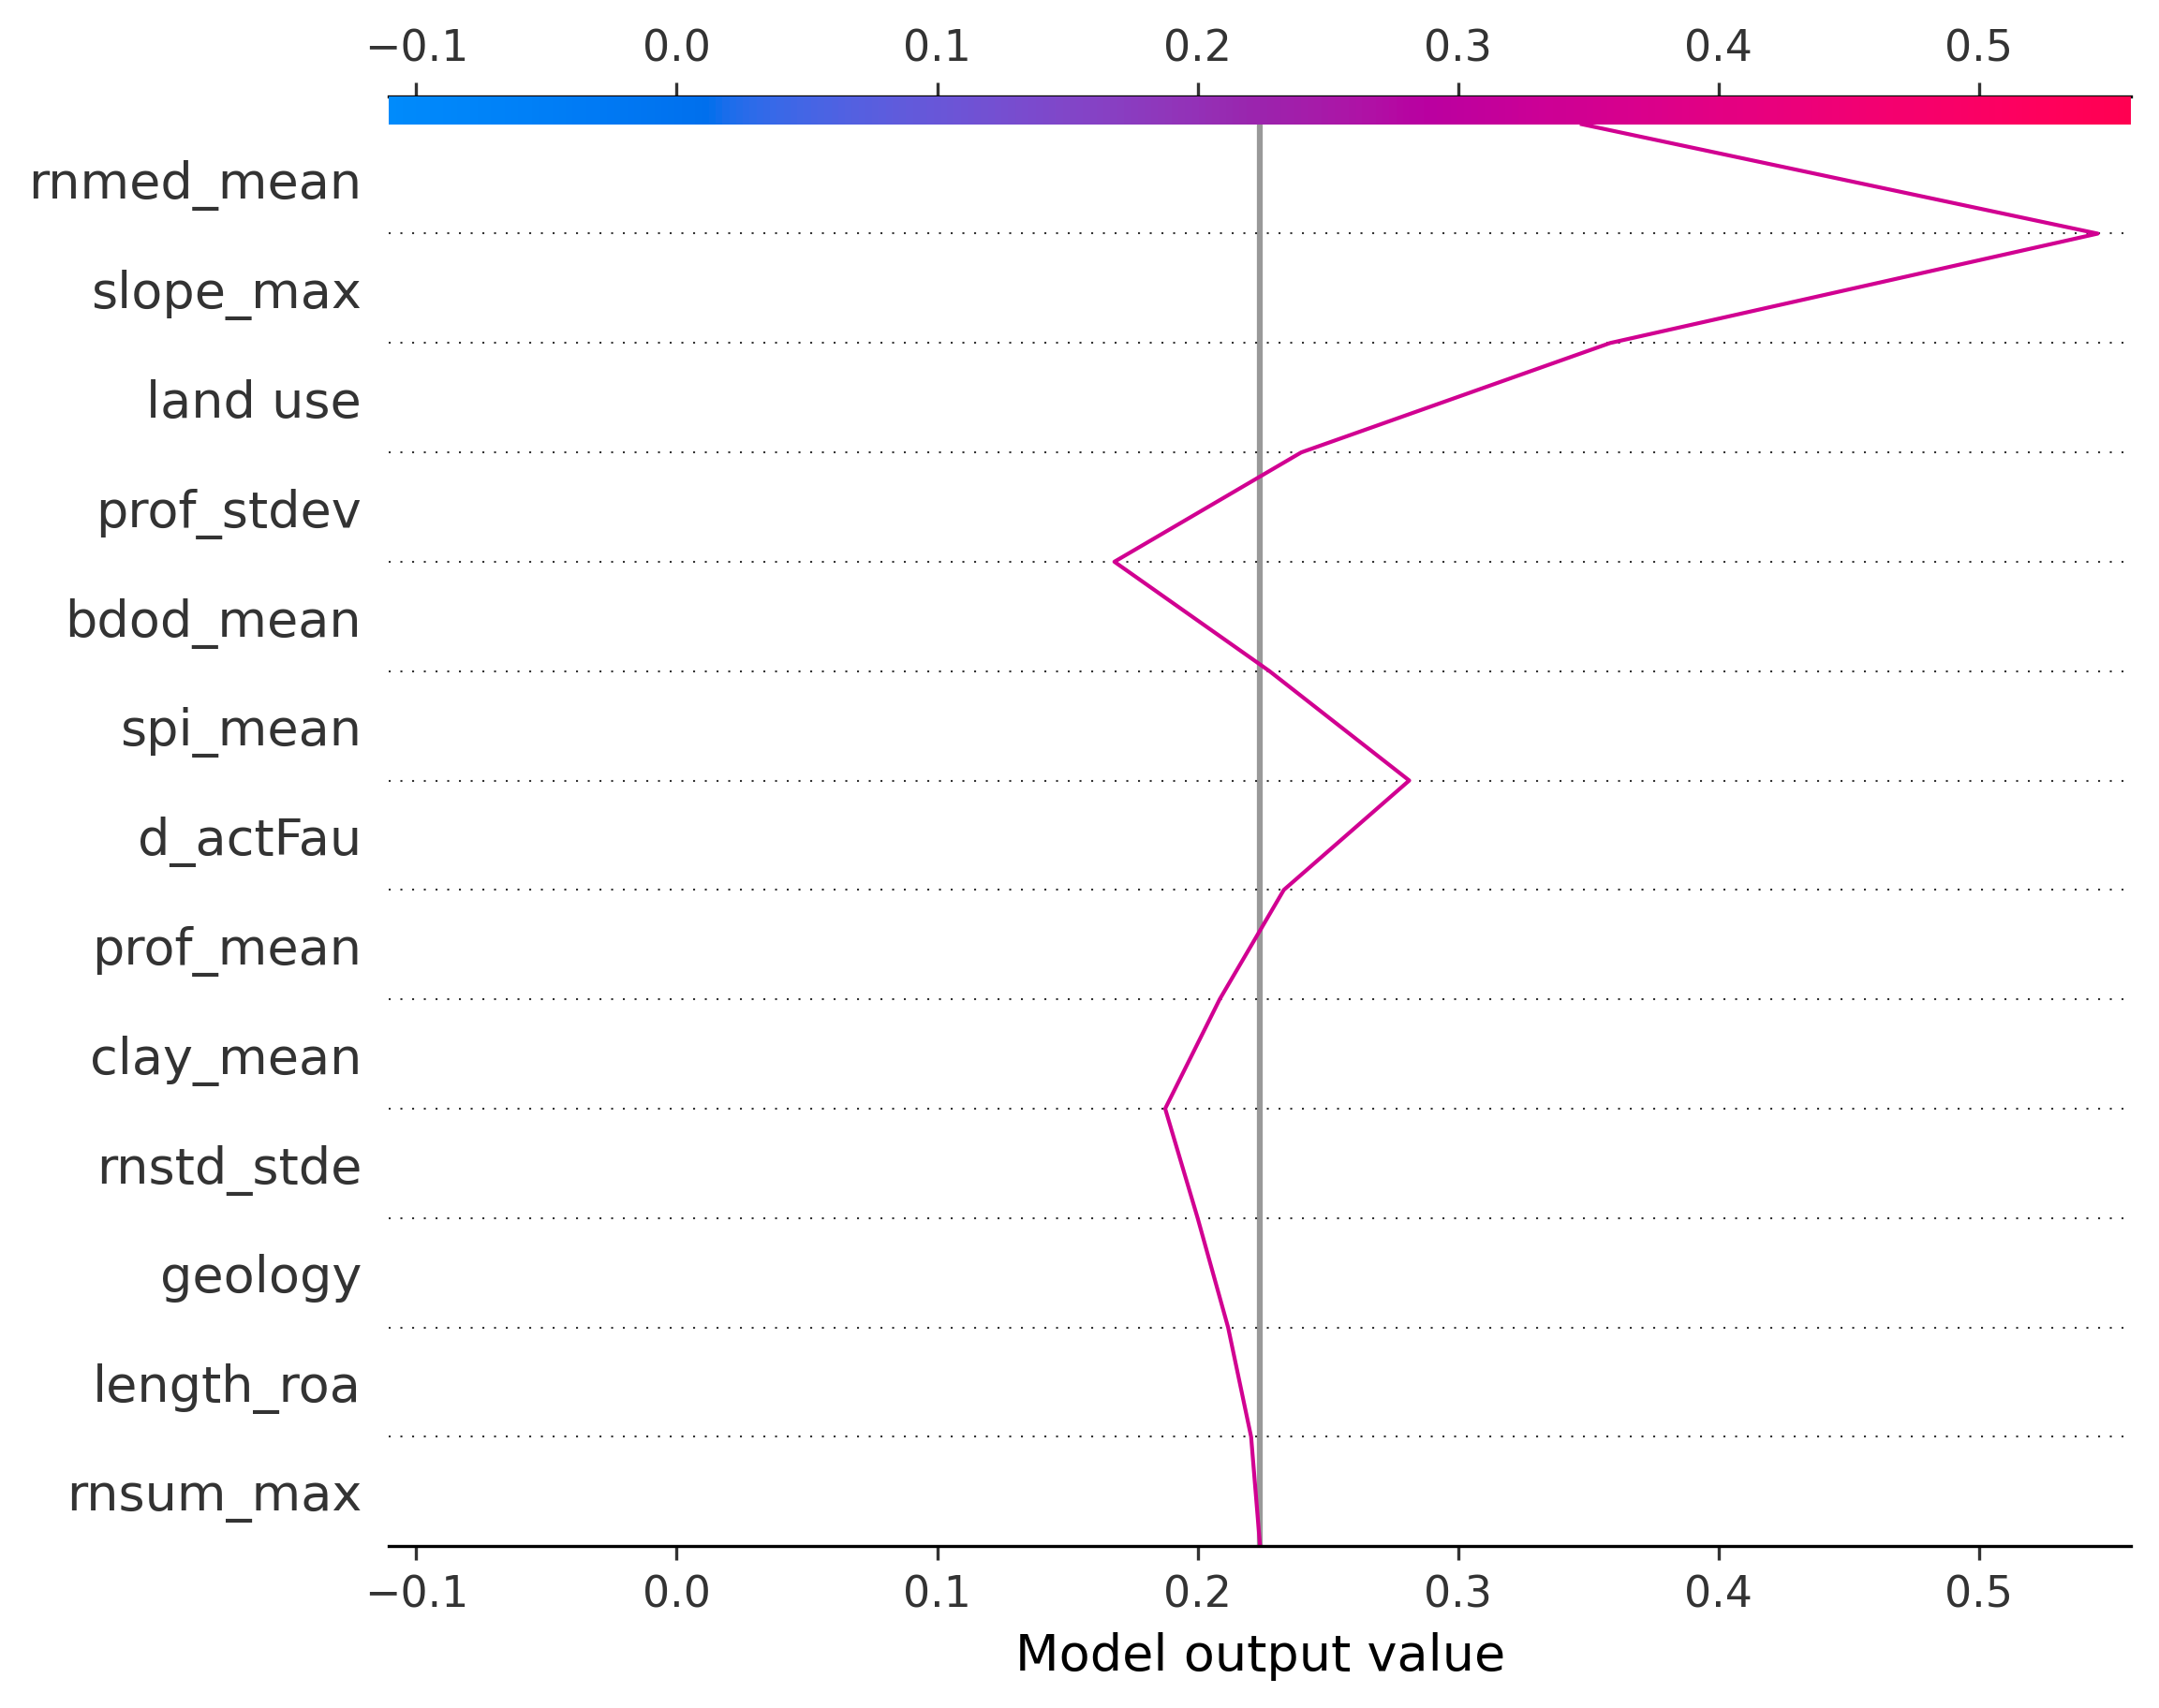 −0.1 0.0 0.1 0.2 0.3 0.4 0.5
rnmed_mean
slope_max
land use
prof_stdev
bdod_mean
spi_mean
d_actFau
prof_mean
clay_mean
rnstd_stde
geology
length_roa
rnsum_max
−0.1 0.0 0.1 0.2 0.3 0.4 0.5
Model output value